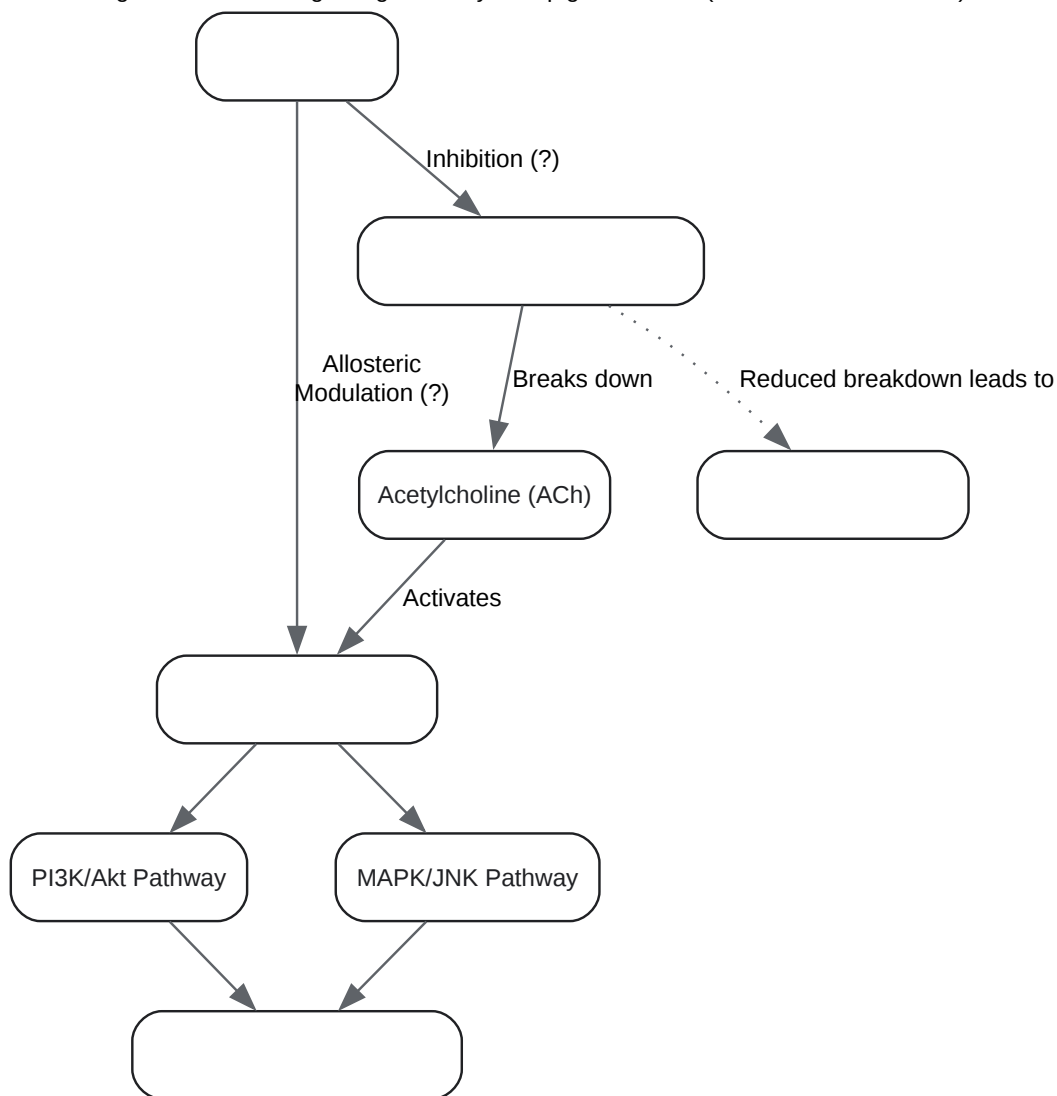 Inhibition (?)
Allosteric
Modulation (?)
Breaks down
Reduced breakdown leads to
Acetylcholine (ACh)
Activates
PI3K/Akt Pathway
MAPK/JNK Pathway